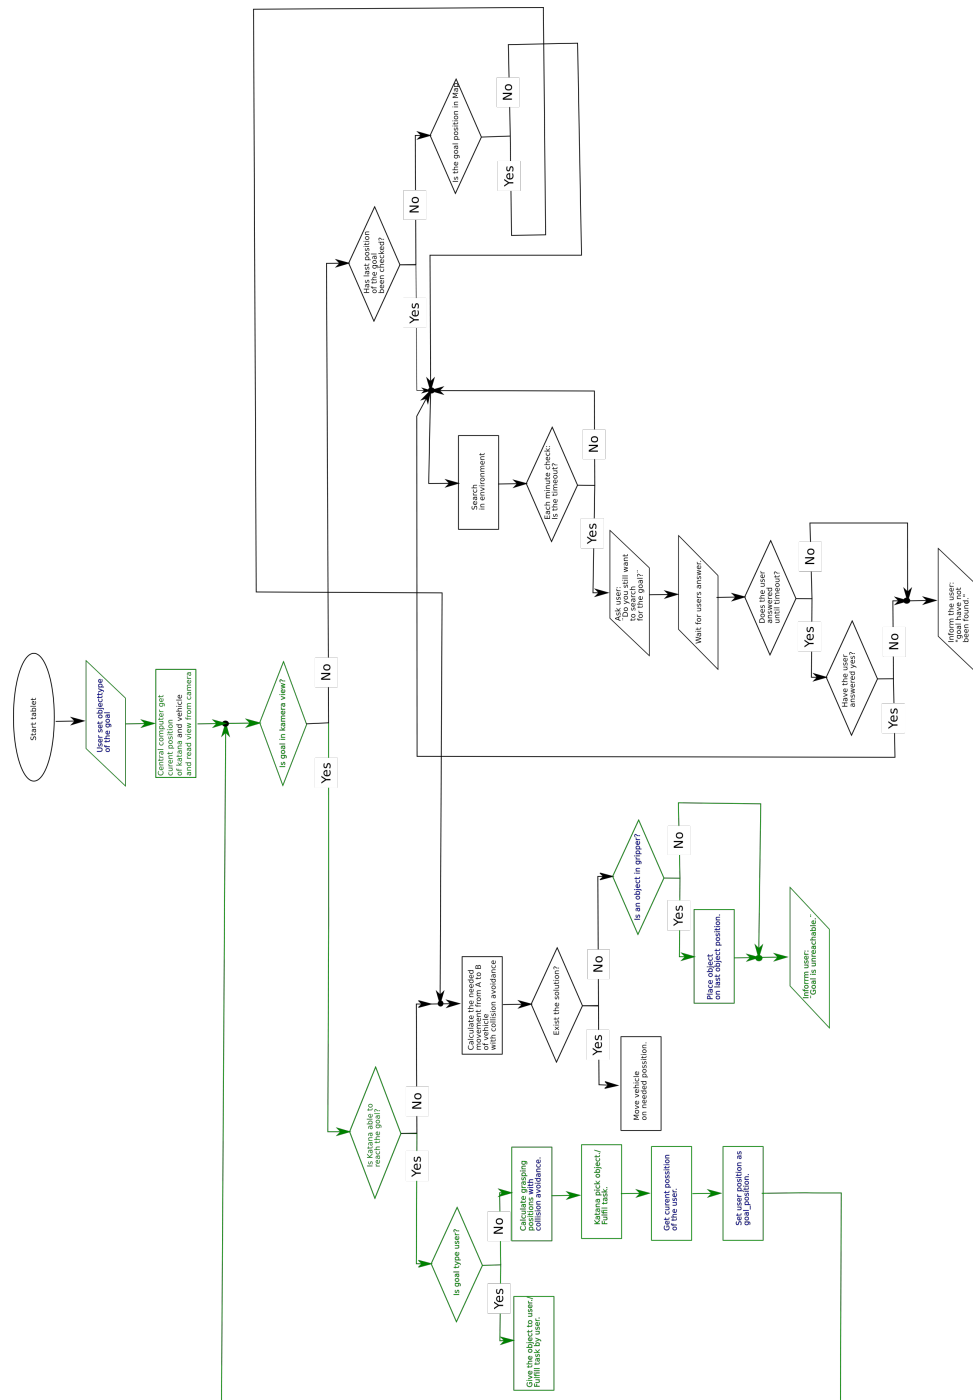 Start tablet
User set objecttype
of the goal
Central computer get
curent position
of katana and vehicle
and read view from camera
Is goal in kamera view?
No
Yes
Has last position
of the goal
been checked?
No
Yes
Is the goal position in Map
No
Yes
Search
in environment
Each minute check:
Is the timeout?
No
Yes
Ask user:
"Do you still want
to search
for the goal?"
Wait for users answer.
Does the user
answered
until timeout?
No
Yes
Have the user
answered yes?
No
Yes
Inform the user:
"goal have not
been found."
Is Katana able to
reach the goal?
No
Yes
Calculate the needed
movement from A to B
of vehicle
with collision avoidance
Exist the solution?
No
Yes
Is an object in gripper?
No
Yes
Place object
on last object position.
Inforrm user:
"Goal is unreachable."
Move vehicle
on needed possition.
Is goal type user?
No
Yes
Calculate grasping
positions with
collision avoidance.
Katana pick object./
Fulfil task.
Get curent possition
of the user.
Set user position as
goal_position.
Give the object to user./
Fulfill task by user.